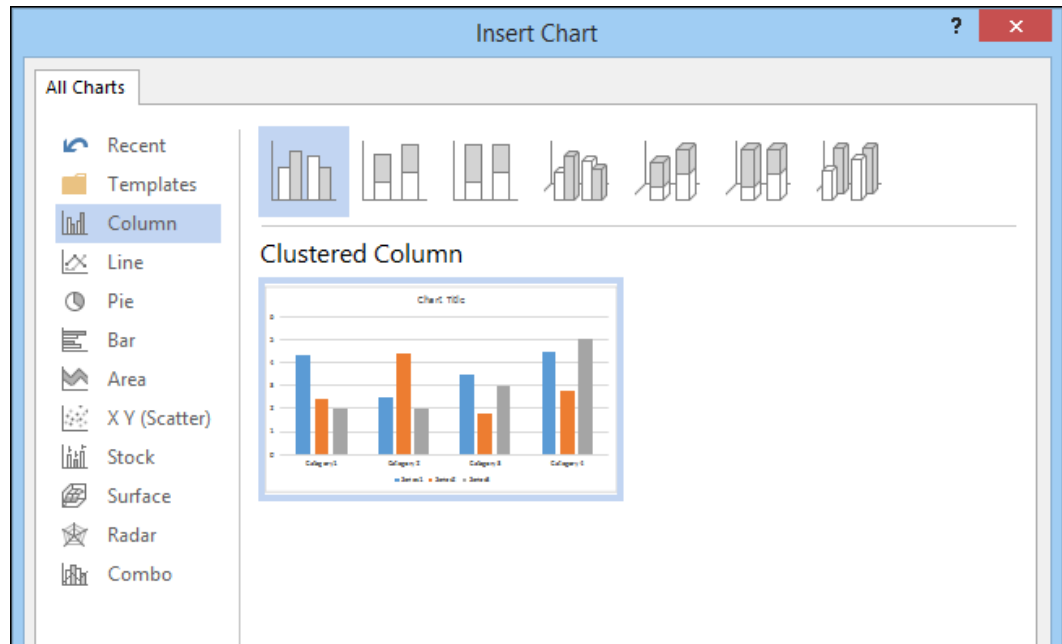 Insert Chart
?
All Charts
Recent
Templates
Column
Line
Pie
Bar
Area
X Y (Scatter)
Stock
Surface
Radar
Combo
Clustered Column
Chart Title